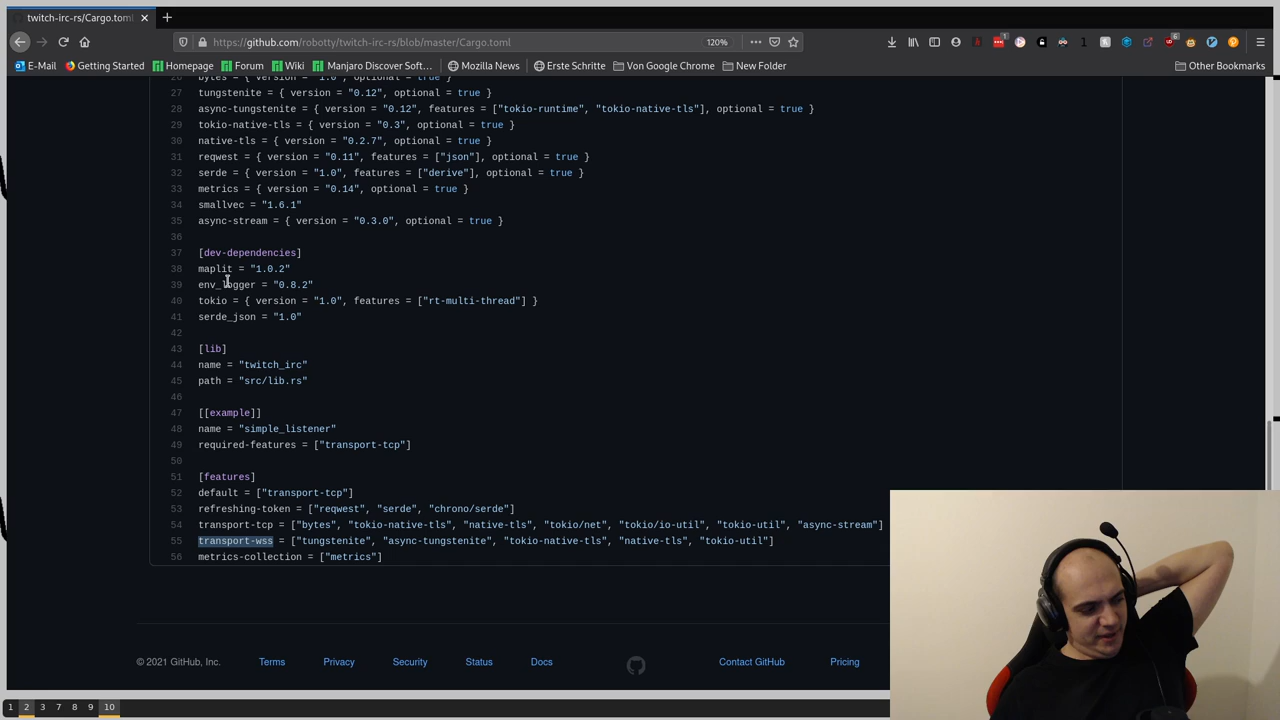 twitch-irc-rs/Cargo.toml
https://github.com/robotty/twitch-irc-rs/blob/master/Cargo.toml 120%
E-Mail Getting Started Homepage Forum Wiki Manjaro Discover Soft... Mozilla News Erste Schritte Von Google Chrome New Folder Other Bookmarks
26 bytes = { version = "1.0", optional = true }
27 tungstenite = { version = "0.12", optional = true }
28 async-tungstenite = { version = "0.12", features = ["tokio-runtime", "tokio-native-tls"], optional = true }
29 tokio-native-tls = { version = "0.3", optional = true }
30 native-tls = { version = "0.2.7", optional = true }
31 reqwest = { version = "0.11", features = ["json"], optional = true }
32 serde = { version = "1.0", features = ["derive"], optional = true }
33 metrics = { version = "0.14", optional = true }
34 smallvec = "1.6.1"
35 async-stream = { version = "0.3.0", optional = true }
36
37 [dev-dependencies]
38 maplit = "1.0.2"
39 env_logger = "0.8.2"
40 tokio = { version = "1.0", features = ["rt-multi-thread"] }
41 serde_json = "1.0"
42
43 [lib]
44 name = "twitch_irc"
45 path = "src/lib.rs"
46
47 [[example]]
48 name = "simple_listener"
49 required-features = ["transport-tcp"]
50
51 [features]
52 default = ["transport-tcp"]
53 refreshing-token = ["reqwest", "serde", "chrono/serde"]
54 transport-tcp = ["bytes", "tokio-native-tls", "native-tls", "tokio/net", "tokio/io-util", "tokio-util", "async-stream"]
55 transport-wss = ["tungstenite", "async-tungstenite", "tokio-native-tls", "native-tls", "tokio-util"]
56 metrics-collection = ["metrics"]
© 2021 GitHub, Inc. Terms Privacy Security Status Docs Contact GitHub Pricing
1 2 3 7 8 9 10